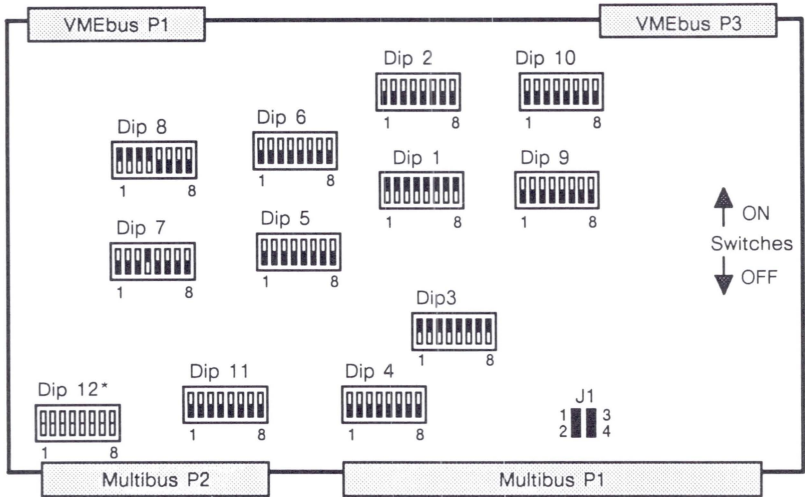 VMEbus P1
VMEbus P3
Dip 2
1 8
Dip 10
1 8
Dip 8
1 8
Dip 6
1 8
Dip 1
1 8
Dip 9
1 8
ON
Switches
OFF
Dip 7
1 8
Dip 5
1 8
Dip3
1 8
Dip 12*
1 8
Dip 11
1 8
Dip 4
1 8
J1
1 3
2 4
Multibus P2
Multibus P1